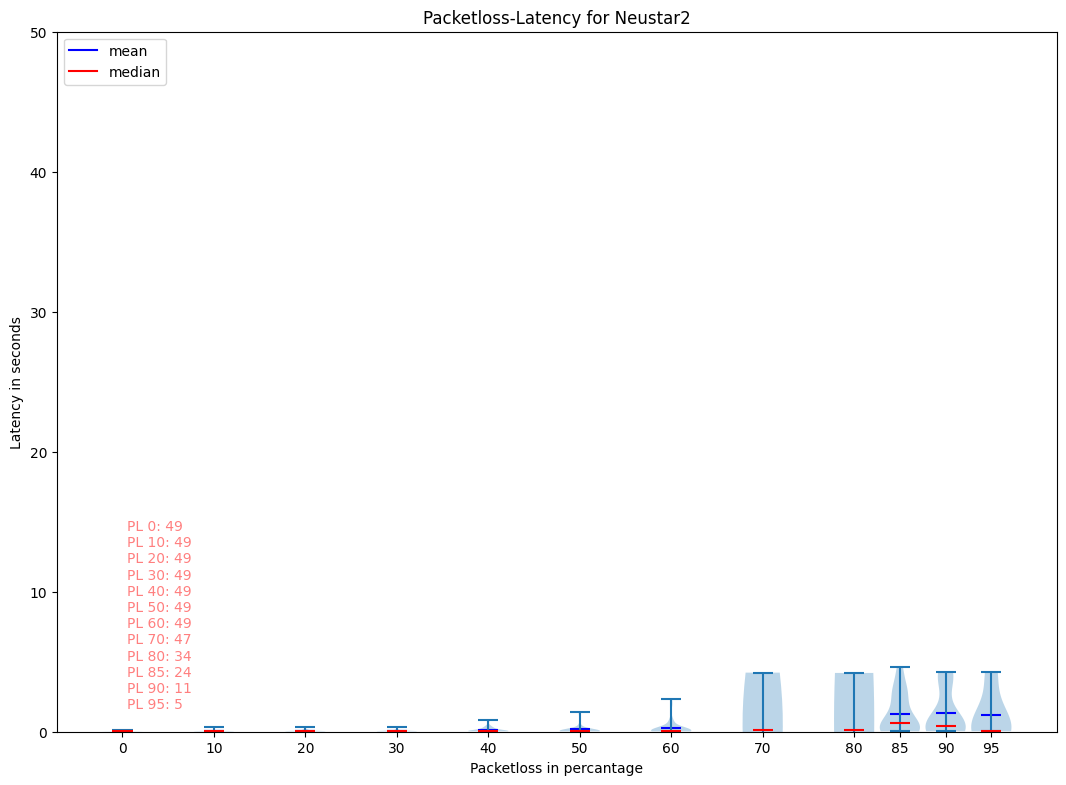 Packetloss-Latency for Neustar2
50
mean
median
40
30
Latency in seconds
20
PL 0: 49
PL 10: 49
PL 20: 49
PL 30: 49
PL 40: 49
PL 50: 49
PL 60: 49
PL 70: 47
PL 80: 34
PL 85: 24
PL 90: 11
PL 95: 5
10
0
0 10 20 30 40 50 60 70 80 85 90 95
Packetloss in percantage